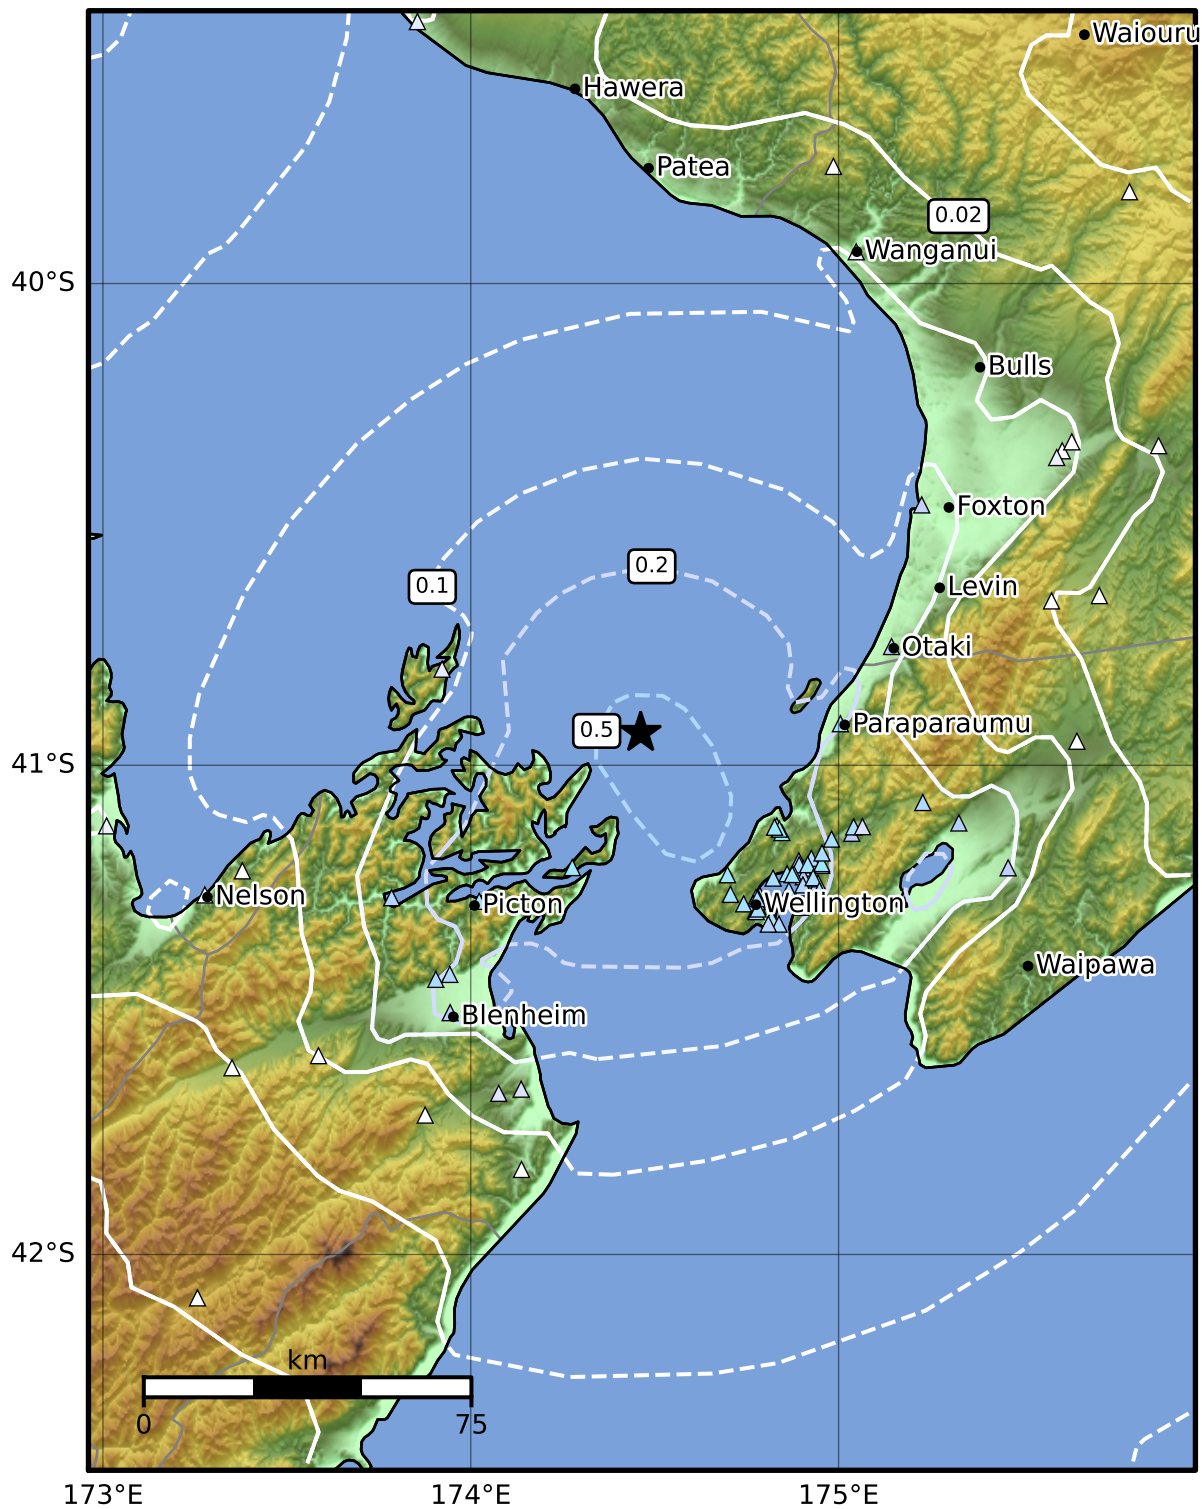 Waiouru
Hawera
Patea
0.02
Wanganui
40°S
Bulls
Foxton
0.2
0.1
Levin
Otaki
0.5
Paraparaumu
41°S
Nelson
Picton
Wellington
Waipawa
Blenheim
42°S
km
0 75
173°E 174°E 175°E